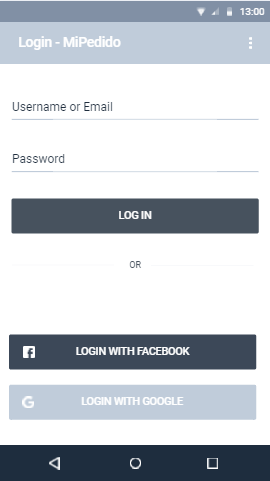 13:00
Login - MiPedido
Username or Email
Password
LOG IN
OR
LOGIN WITH FACEBOOK
LOGIN WITH GOOGLE